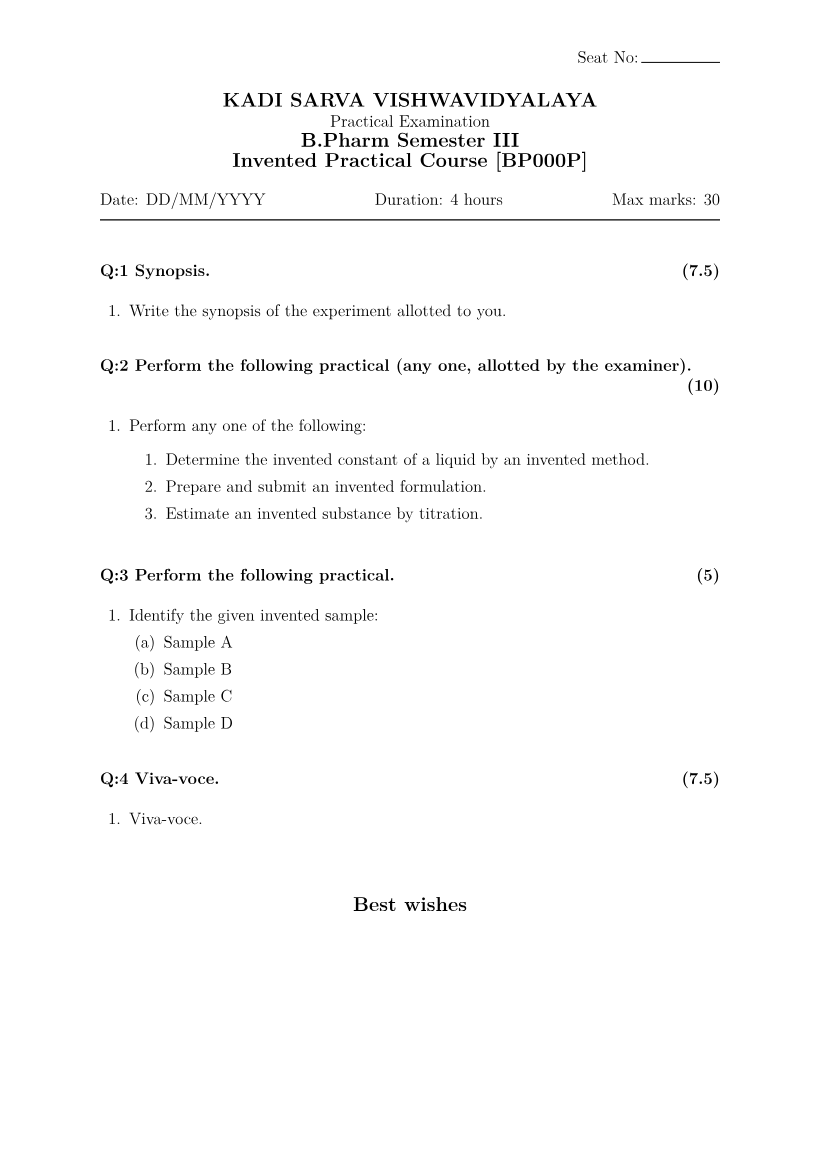 Seat No:
KADI SARVA VISHWAVIDYALAYA
Practical Examination
B.Pharm Semester III
Invented Practical Course [BP000P]
Date: DD/MM/YYYY Duration: 4 hours Max marks: 30
Q:1 Synopsis. (7.5)
1. Write the synopsis of the experiment allotted to you.
Q:2 Perform the following practical (any one, allotted by the examiner).
(10)
1. Perform any one of the following:
1. Determine the invented constant of a liquid by an invented method.
2. Prepare and submit an invented formulation.
3. Estimate an invented substance by titration.
Q:3 Perform the following practical. (5)
1. Identify the given invented sample:
(a) Sample A
(b) Sample B
(c) Sample C
(d) Sample D
Q:4 Viva-voce. (7.5)
1. Viva-voce.
Best wishes